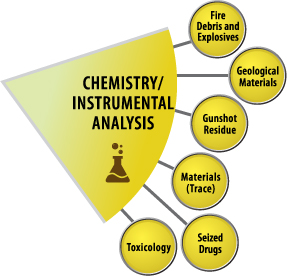 CHEMISTRY/
INSTRUMENTAL
ANALYSIS
Fire
Debris and
Explosives
Geological
Materials
Gunshot
Residue
Materials
(Trace)
Seized
Drugs
Toxicology